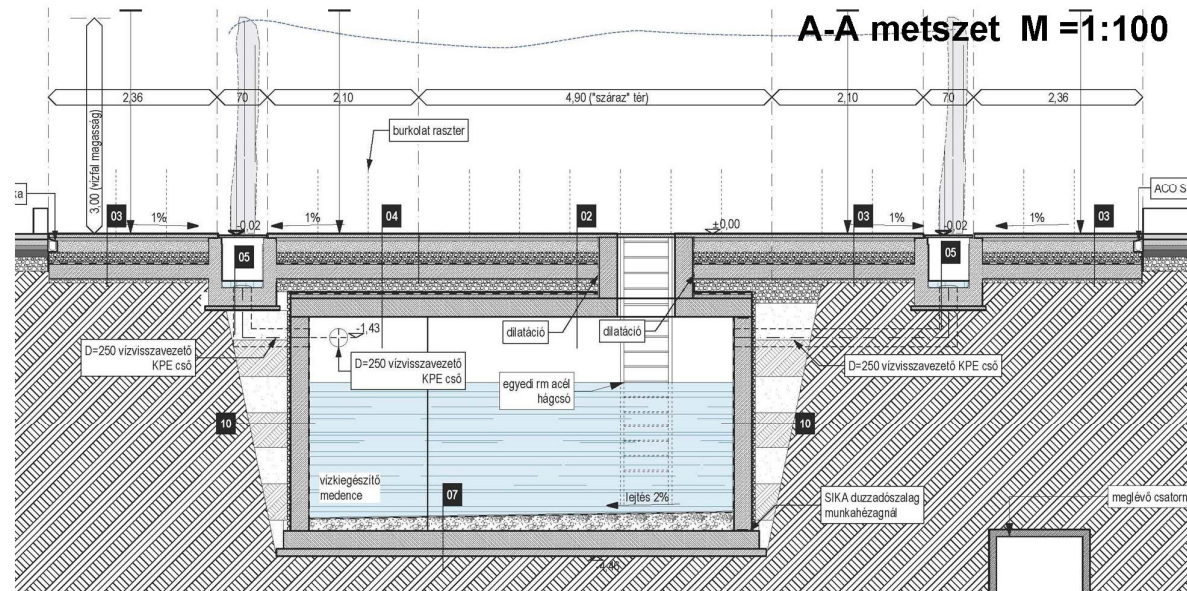 A-A metszet M =1:100
2,36
70
2,10
4,90 ("száraz" tér)
2,10
70
2,36
3,00 (vízfal magasság)
burkolat raszter
ka
ACO S
03
1%
-0,02
1%
04
02
±0,00
03
1%
-0,02
1%
03
05
05
-1,43
dilatáció
dilatáció
D=250 vízvisszavezető
KPE cső
D=250 vízvisszavezető
KPE cső
D=250 vízvisszavezető KPE cső
egyedi rm acél
hágcsó
10
10
vízkiegészítő
medence
07
lejtés 2%
SIKA duzzadószalag
munkahézagnál
meglévő csatorn
-4,46